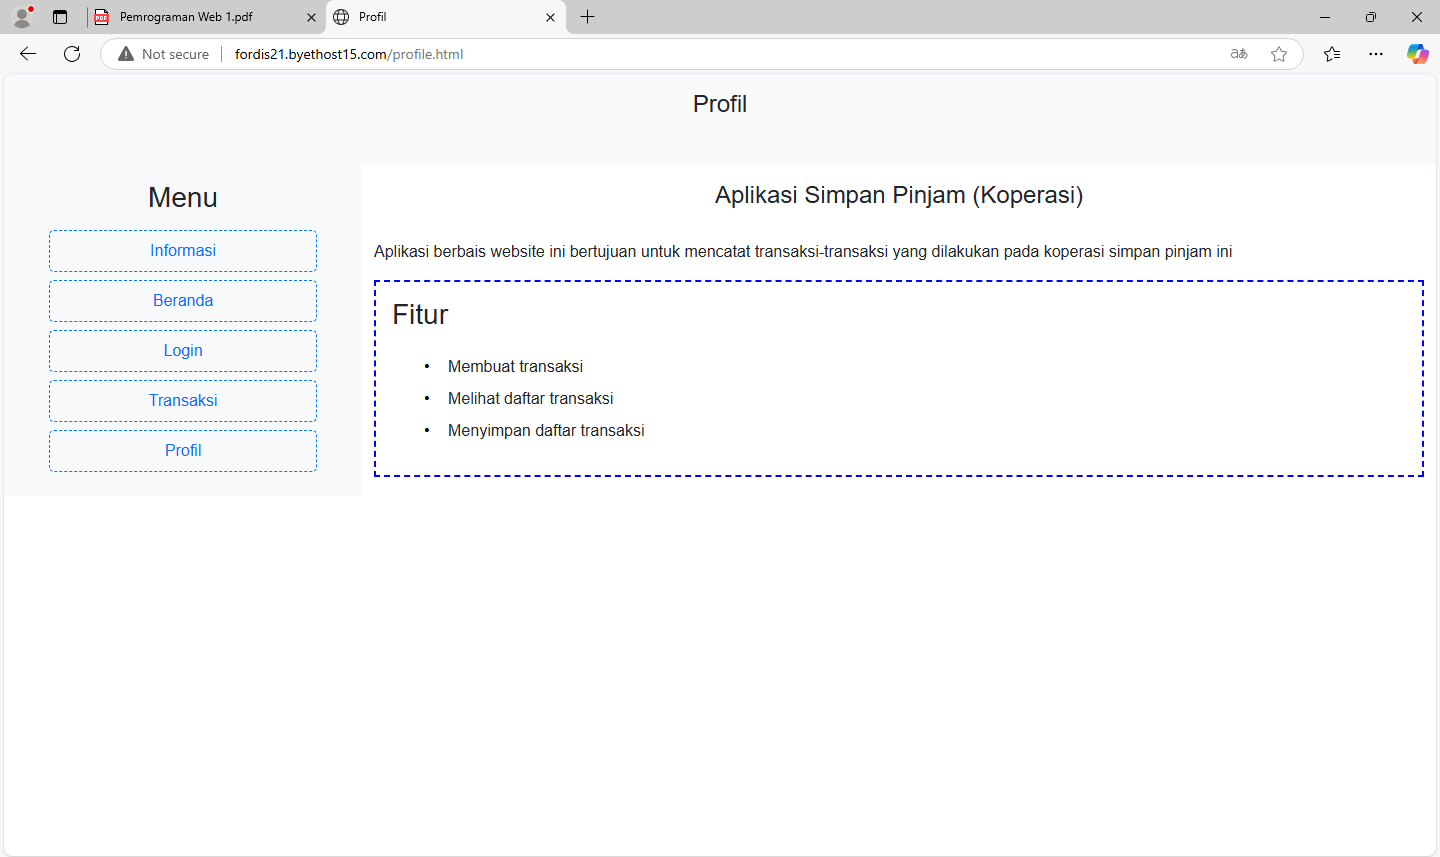 Pemrograman Web 1.pdf
Profil
Not secure
fordis21.byethost15.com/profile.html
aあ
Profil
Menu
Informasi
Beranda
Login
Transaksi
Profil
Aplikasi Simpan Pinjam (Koperasi)
Aplikasi berbais website ini bertujuan untuk mencatat transaksi-transaksi yang dilakukan pada koperasi simpan pinjam ini
Fitur
• Membuat transaksi
• Melihat daftar transaksi
• Menyimpan daftar transaksi